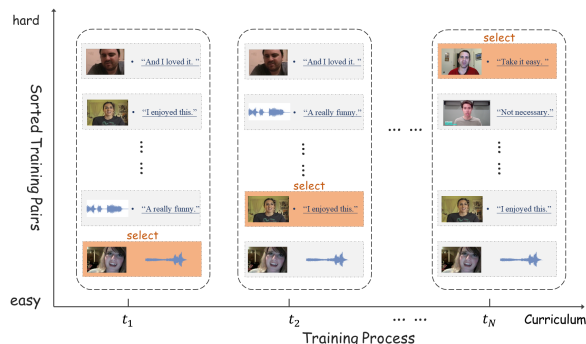 hard
Sorted Training Pairs
easy
"And I loved it. "
"I enjoyed this."
"A really funny."
select
t1
"And I loved it. "
"A really funny."
select
"I enjoyed this."
t2
... ...
select
"Take it easy. "
"Not necessary."
"I enjoyed this."
... ...
tN
Curriculum
Training Process